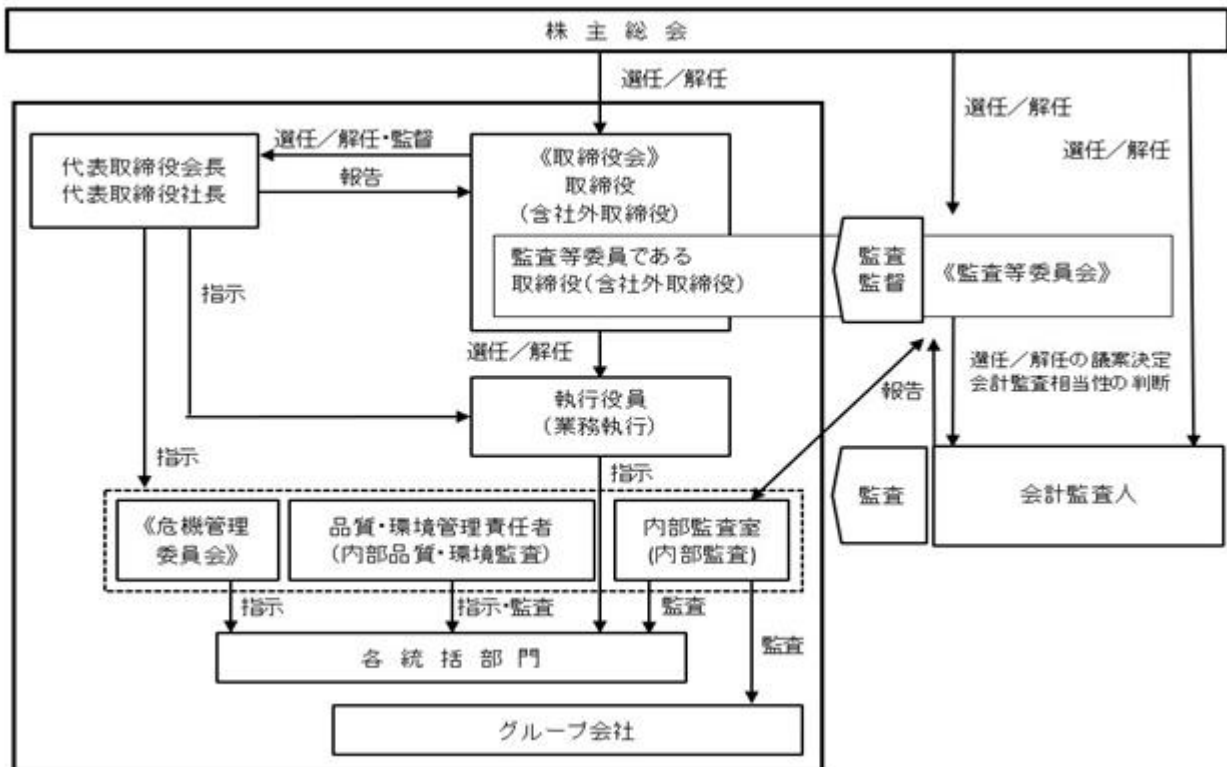 株主総会
選任／解任
選任／解任
選任／解任
代表取締役会長
代表取締役社長
選任／解任・監督
報告
《取締役会》
取締役
(含社外取締役)
監査等委員である
取締役(含社外取締役)
監査
監督
《監査等委員会》
指示
選任／解任
選任／解任の議案決定
会計監査相当性の判断
報告
執行役員
(業務執行)
指示
指示
監査
会計監査人
《危機管理
委員会》
品質・環境管理責任者
(内部品質・環境監査)
内部監査室
(内部監査)
指示
指示・監査
監査
監査
各統括部門
グループ会社